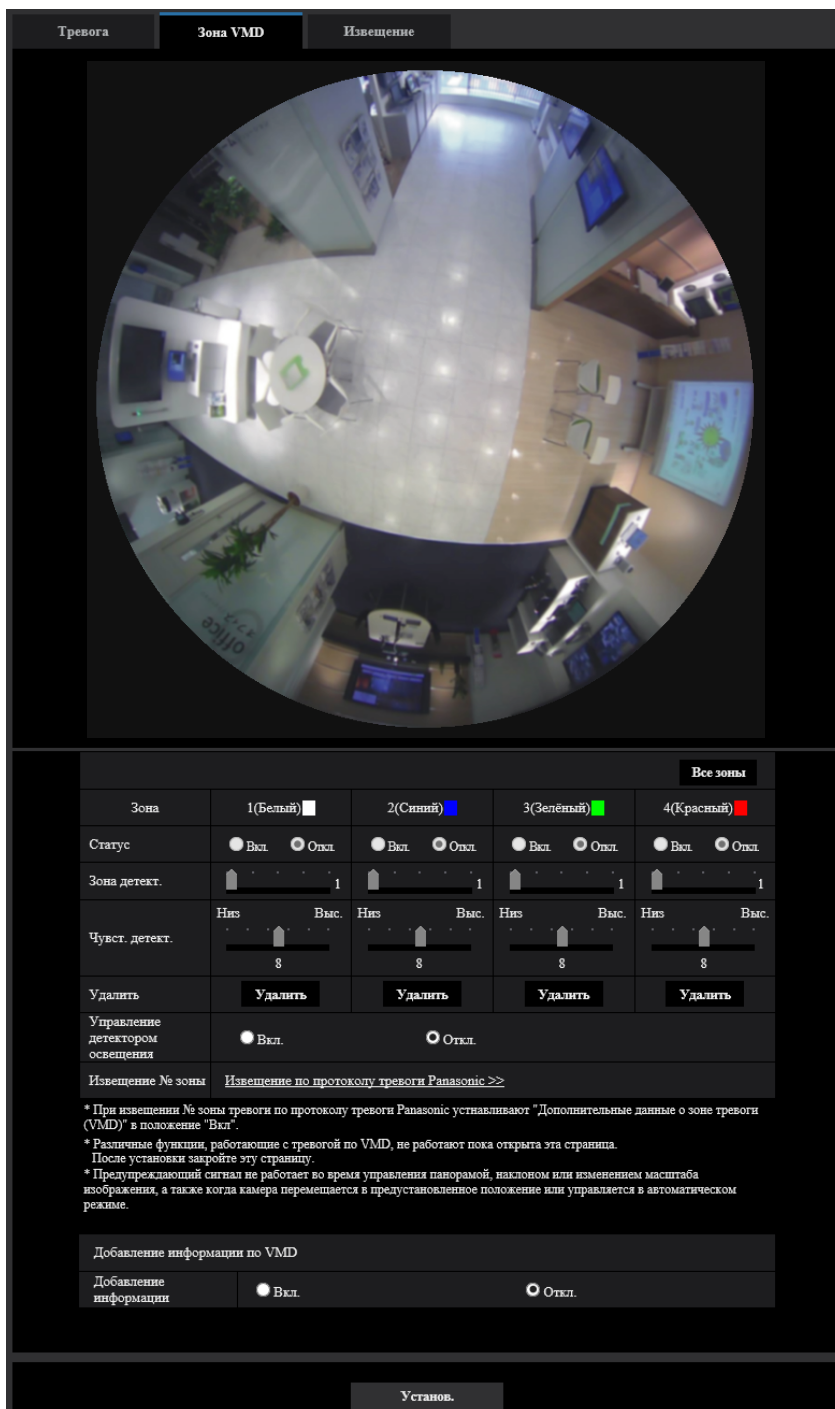 Тревога Зона VMD Извещение
office
オフィス
Все зоны
Зона 1(Белый) 2(Синий) 3(Зелёный) 4(Красный)
Статус Вкл. Откл. Вкл. Откл. Вкл. Откл. Вкл. Откл.
Зона детект. 1 1 1 1
Низ Выс. Низ Выс. Низ Выс. Низ Выс.
Чувст. детект.
8 8 8 8
Удалить Удалить Удалить Удалить Удалить
Управление
детектором
освещения
Вкл. Откл.
Извещение № зоны Извещение по протоколу тревоги Panasonic >>
* При извещении № зоны тревоги по протоколу тревоги Panasonic устнавливают "Дополнительные данные о зоне тревоги
(VMD)" в положение "Вкл".
* Различные функции, работающие с тревогой по VMD, не работают пока открыта эта страница.
После установки закройте эту страницу.
* Предупреждающий сигнал не работает во время управления панорамой, наклоном или изменением масштаба
изображения, а также когда камера перемещается в предустановленное положение или управляется в автоматическом
режиме.
Добавление информации по VMD
Добавление
информации
Вкл. Откл.
Установ.